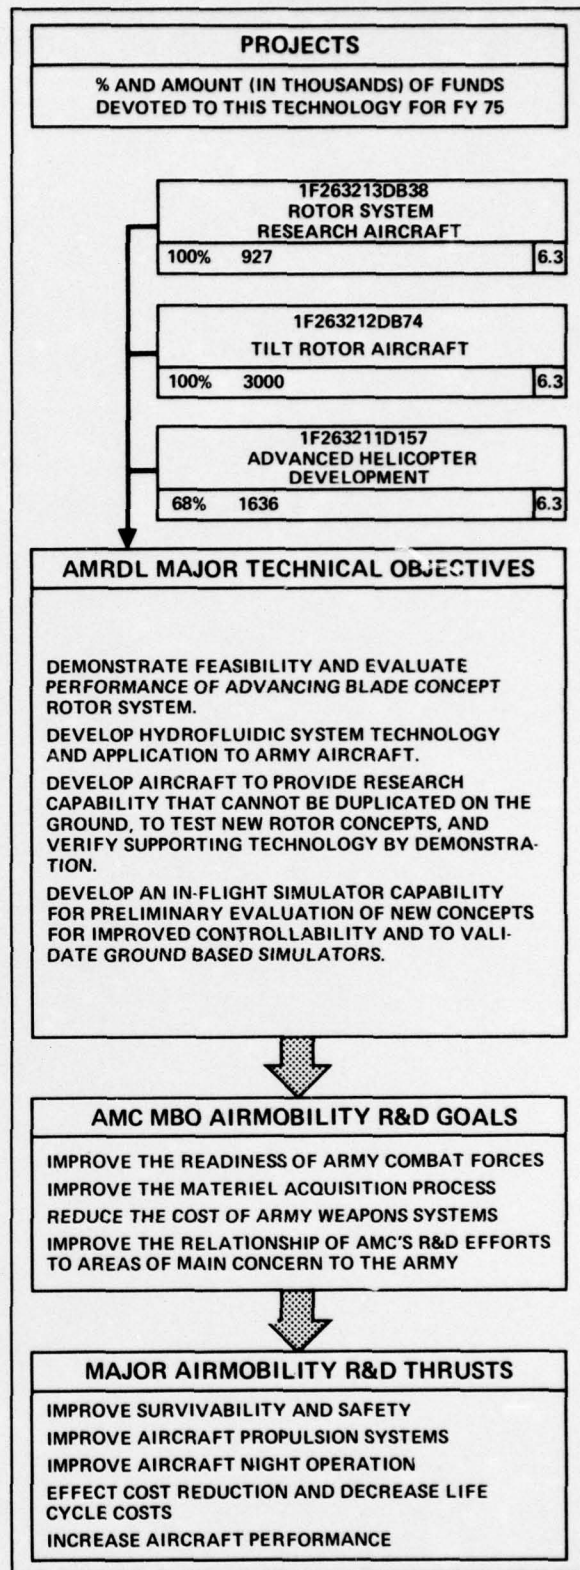 PROJECTS
% AND AMOUNT (IN THOUSANDS) OF FUNDS
DEVOTED TO THIS TECHNOLOGY FOR FY 75
1F263213DB38
ROTOR SYSTEM
RESEARCH AIRCRAFT
100% 927 6.3
1F263212DB74
TILT ROTOR AIRCRAFT
100% 3000 6.3
1F263211D157
ADVANCED HELICOPTER
DEVELOPMENT
68% 1636 6.3
AMRDL MAJOR TECHNICAL OBJECTIVES
DEMONSTRATE FEASIBILITY AND EVALUATE
PERFORMANCE OF ADVANCING BLADE CONCEPT
ROTOR SYSTEM.
DEVELOP HYDROFLUIDIC SYSTEM TECHNOLOGY
AND APPLICATION TO ARMY AIRCRAFT.
DEVELOP AIRCRAFT TO PROVIDE RESEARCH
CAPABILITY THAT CANNOT BE DUPLICATED ON THE
GROUND, TO TEST NEW ROTOR CONCEPTS, AND
VERIFY SUPPORTING TECHNOLOGY BY DEMONSTRA-
TION.
DEVELOP AN IN-FLIGHT SIMULATOR CAPABILITY
FOR PRELIMINARY EVALUATION OF NEW CONCEPTS
FOR IMPROVED CONTROLLABILITY AND TO VALI-
DATE GROUND BASED SIMULATORS.
AMC MBO AIRMOBILITY R&D GOALS
IMPROVE THE READINESS OF ARMY COMBAT FORCES
IMPROVE THE MATERIEL ACQUISITION PROCESS
REDUCE THE COST OF ARMY WEAPONS SYSTEMS
IMPROVE THE RELATIONSHIP OF AMC'S R&D EFFORTS
TO AREAS OF MAIN CONCERN TO THE ARMY
MAJOR AIRMOBILITY R&D THRUSTS
IMPROVE SURVIVABILITY AND SAFETY
IMPROVE AIRCRAFT PROPULSION SYSTEMS
IMPROVE AIRCRAFT NIGHT OPERATION
EFFECT COST REDUCTION AND DECREASE LIFE
CYCLE COSTS
INCREASE AIRCRAFT PERFORMANCE